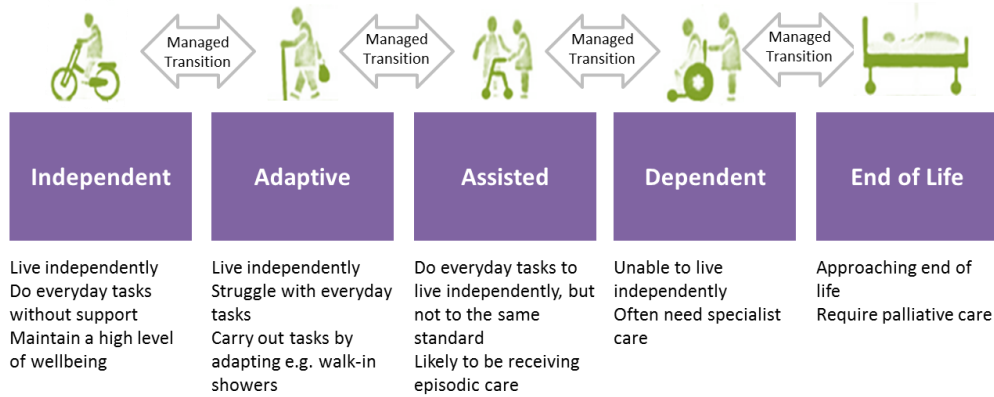 Managed
Transition
Managed
Transition
Managed
Transition
Managed
Transition
Independent
Adaptive
Assisted
Dependent
End of Life
Live independently
Do everyday tasks
without support
Maintain a high level
of wellbeing
Live independently
Struggle with everyday
tasks
Carry out tasks by
adapting e.g. walk-in
showers
Do everyday tasks to
live independently, but
not to the same
standard
Likely to be receiving
episodic care
Unable to live
independently
Often need specialist
care
Approaching end of
life
Require palliative care